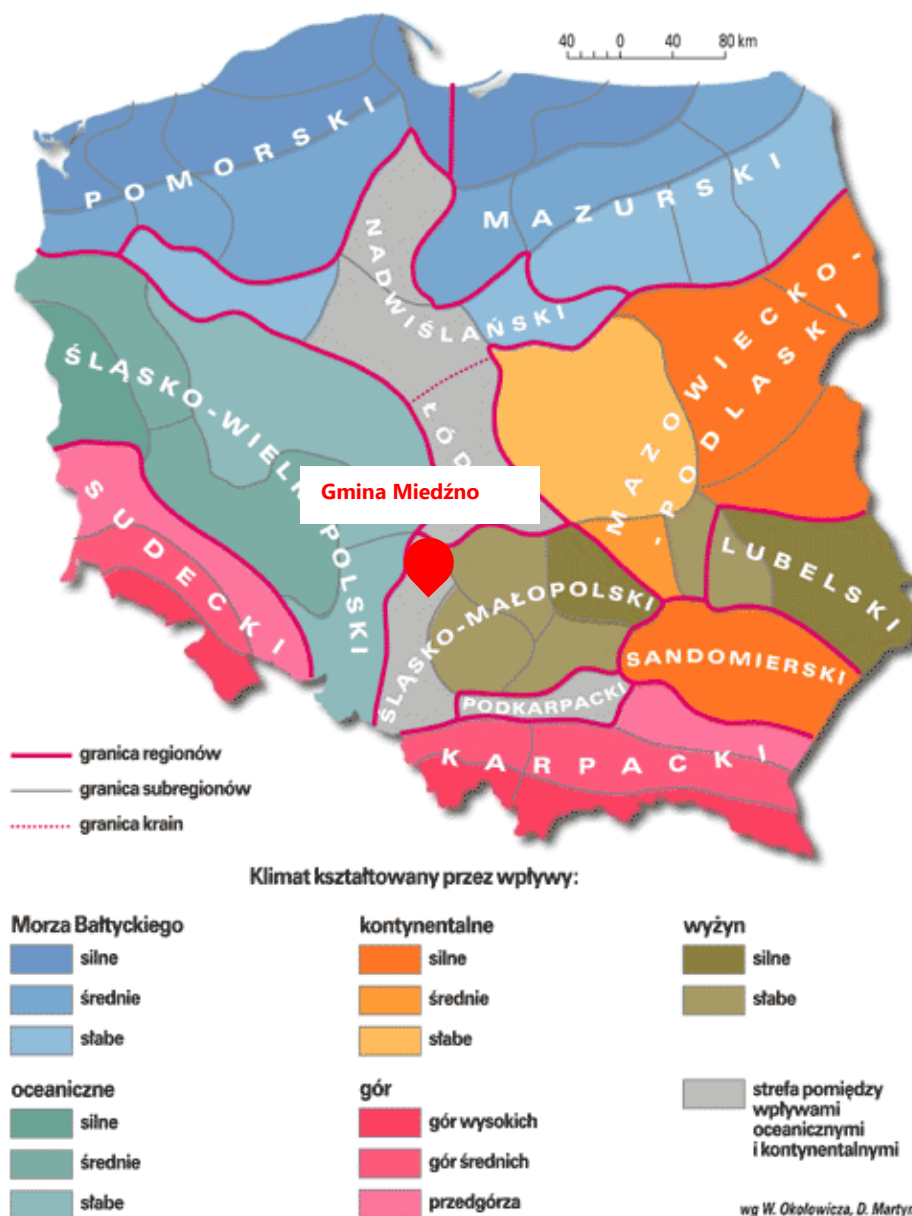 40 0 40 80 km
POMORSKI
MAZURSKI
NADWIŚLAŃSKI
MAZOWIECKO-
-PODLASKI
ŚLĄSKO-WIELKOPOLSKI
ŁÓD
Gmina Miedźno
SUDECKI
LUBELSKI
ŚLĄSKO-MAŁOPOLSKI
SANDOMIERSKI
PODKARPACKI
KARPACKI
granica regionów
granica subregionów
granica krain
Klimat kształtowany przez wpływy:
Morza Bałtyckiego
silne
średnie
słabe
kontynentalne
silne
średnie
słabe
wyżyn
silne
słabe
oceaniczne
silne
średnie
słabe
gór
gór wysokich
gór średnich
przedgórza
strefa pomiędzy
wpływami
oceanicznymi
i kontynentalnymi
wg W. Okołowicza, D. Martyn